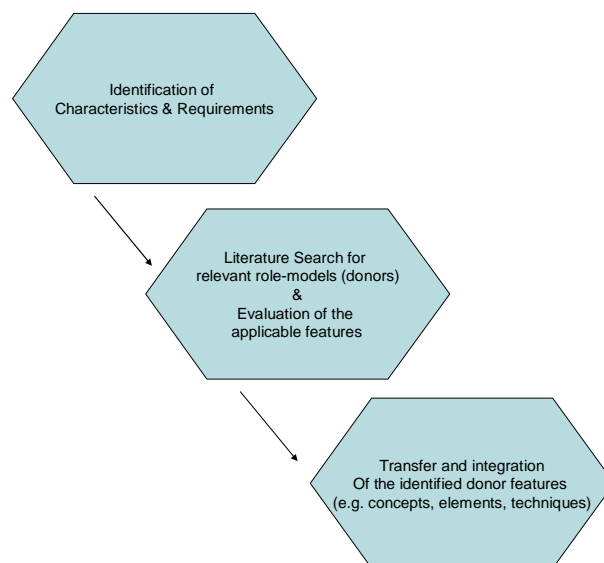 Identification of
Characteristics & Requirements
Literature Search for
relevant role-models (donors)
&
Evaluation of the
applicable features
Transfer and integration
Of the identified donor features
(e.g. concepts, elements, techniques)